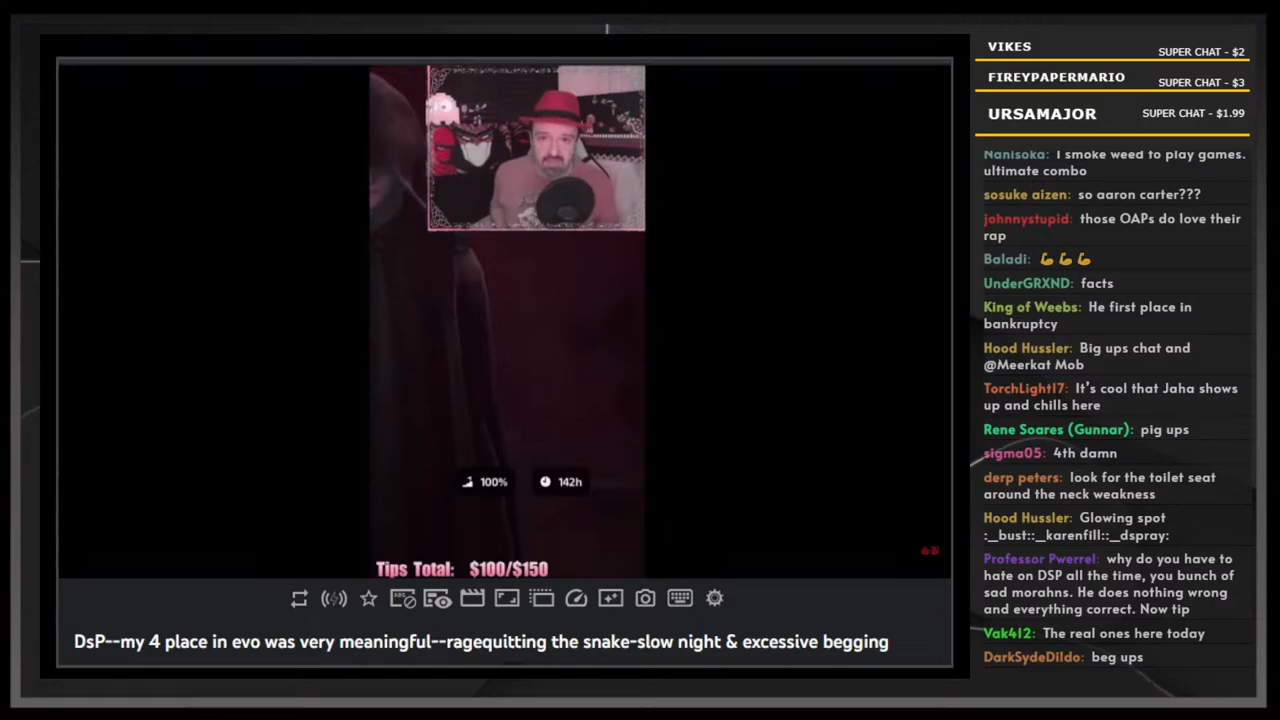 VIKES
SUPER CHAT - $2
FIREYPAPERMARIO
SUPER CHAT - $3
URSAMAJOR
SUPER CHAT - $1.99
Nanisoka: I smoke weed to play games.
ultimate combo
sosuke aizen: so aaron carter???
johnnystupid: those OAPs do love their
rap
Baladi: 💪💪💪
UnderGRXND: facts
King of Weebs: He first place in
bankruptcy
Hood Hussler: Big ups chat and
@Meerkat Mob
TorchLight17: It's cool that Jaha shows
up and chills here
Rene Soares (Gunnar): pig ups
sigma05: 4th damn
derp peters: look for the toilet seat
around the neck weakness
Hood Hussler: Glowing spot
:_bust::_karenfill::_dspray:
Professor Pwerrel: why do you have to
hate on DSP all the time, you bunch of
sad morahns. He does nothing wrong
and everything correct. Now tip
Vak412: The real ones here today
DarkSydeDildo: beg ups
100%
142h
Tips Total: $100/$150
DsP--my 4 place in evo was very meaningful--ragequitting the snake-slow night & excessive begging